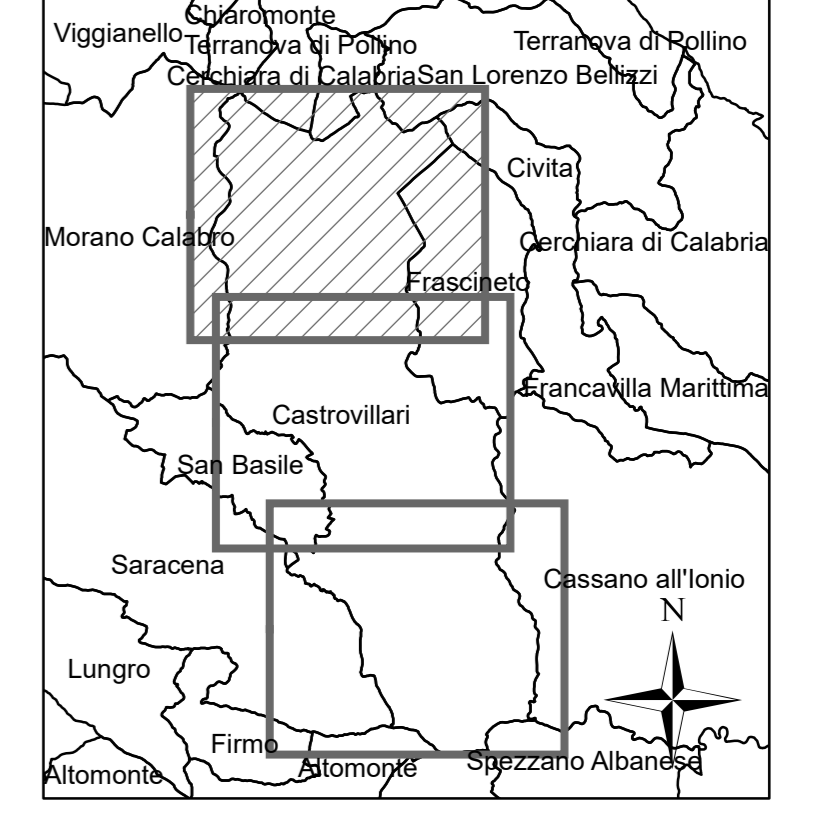 Chiaromonte
Viggianello
Terranova di Pollino
Terranova di Pollino
Cerchiara di Calabria
San Lorenzo Bellizzi
Civita
Morano Calabro
Cerchiara di Calabria
Frascineto
Francavilla Marittima
Castrovillari
San Basile
Saracena
Cassano all'Ionio
N
Lungro
Firmo
Spezzano Albanese
Altomonte
Altomonte